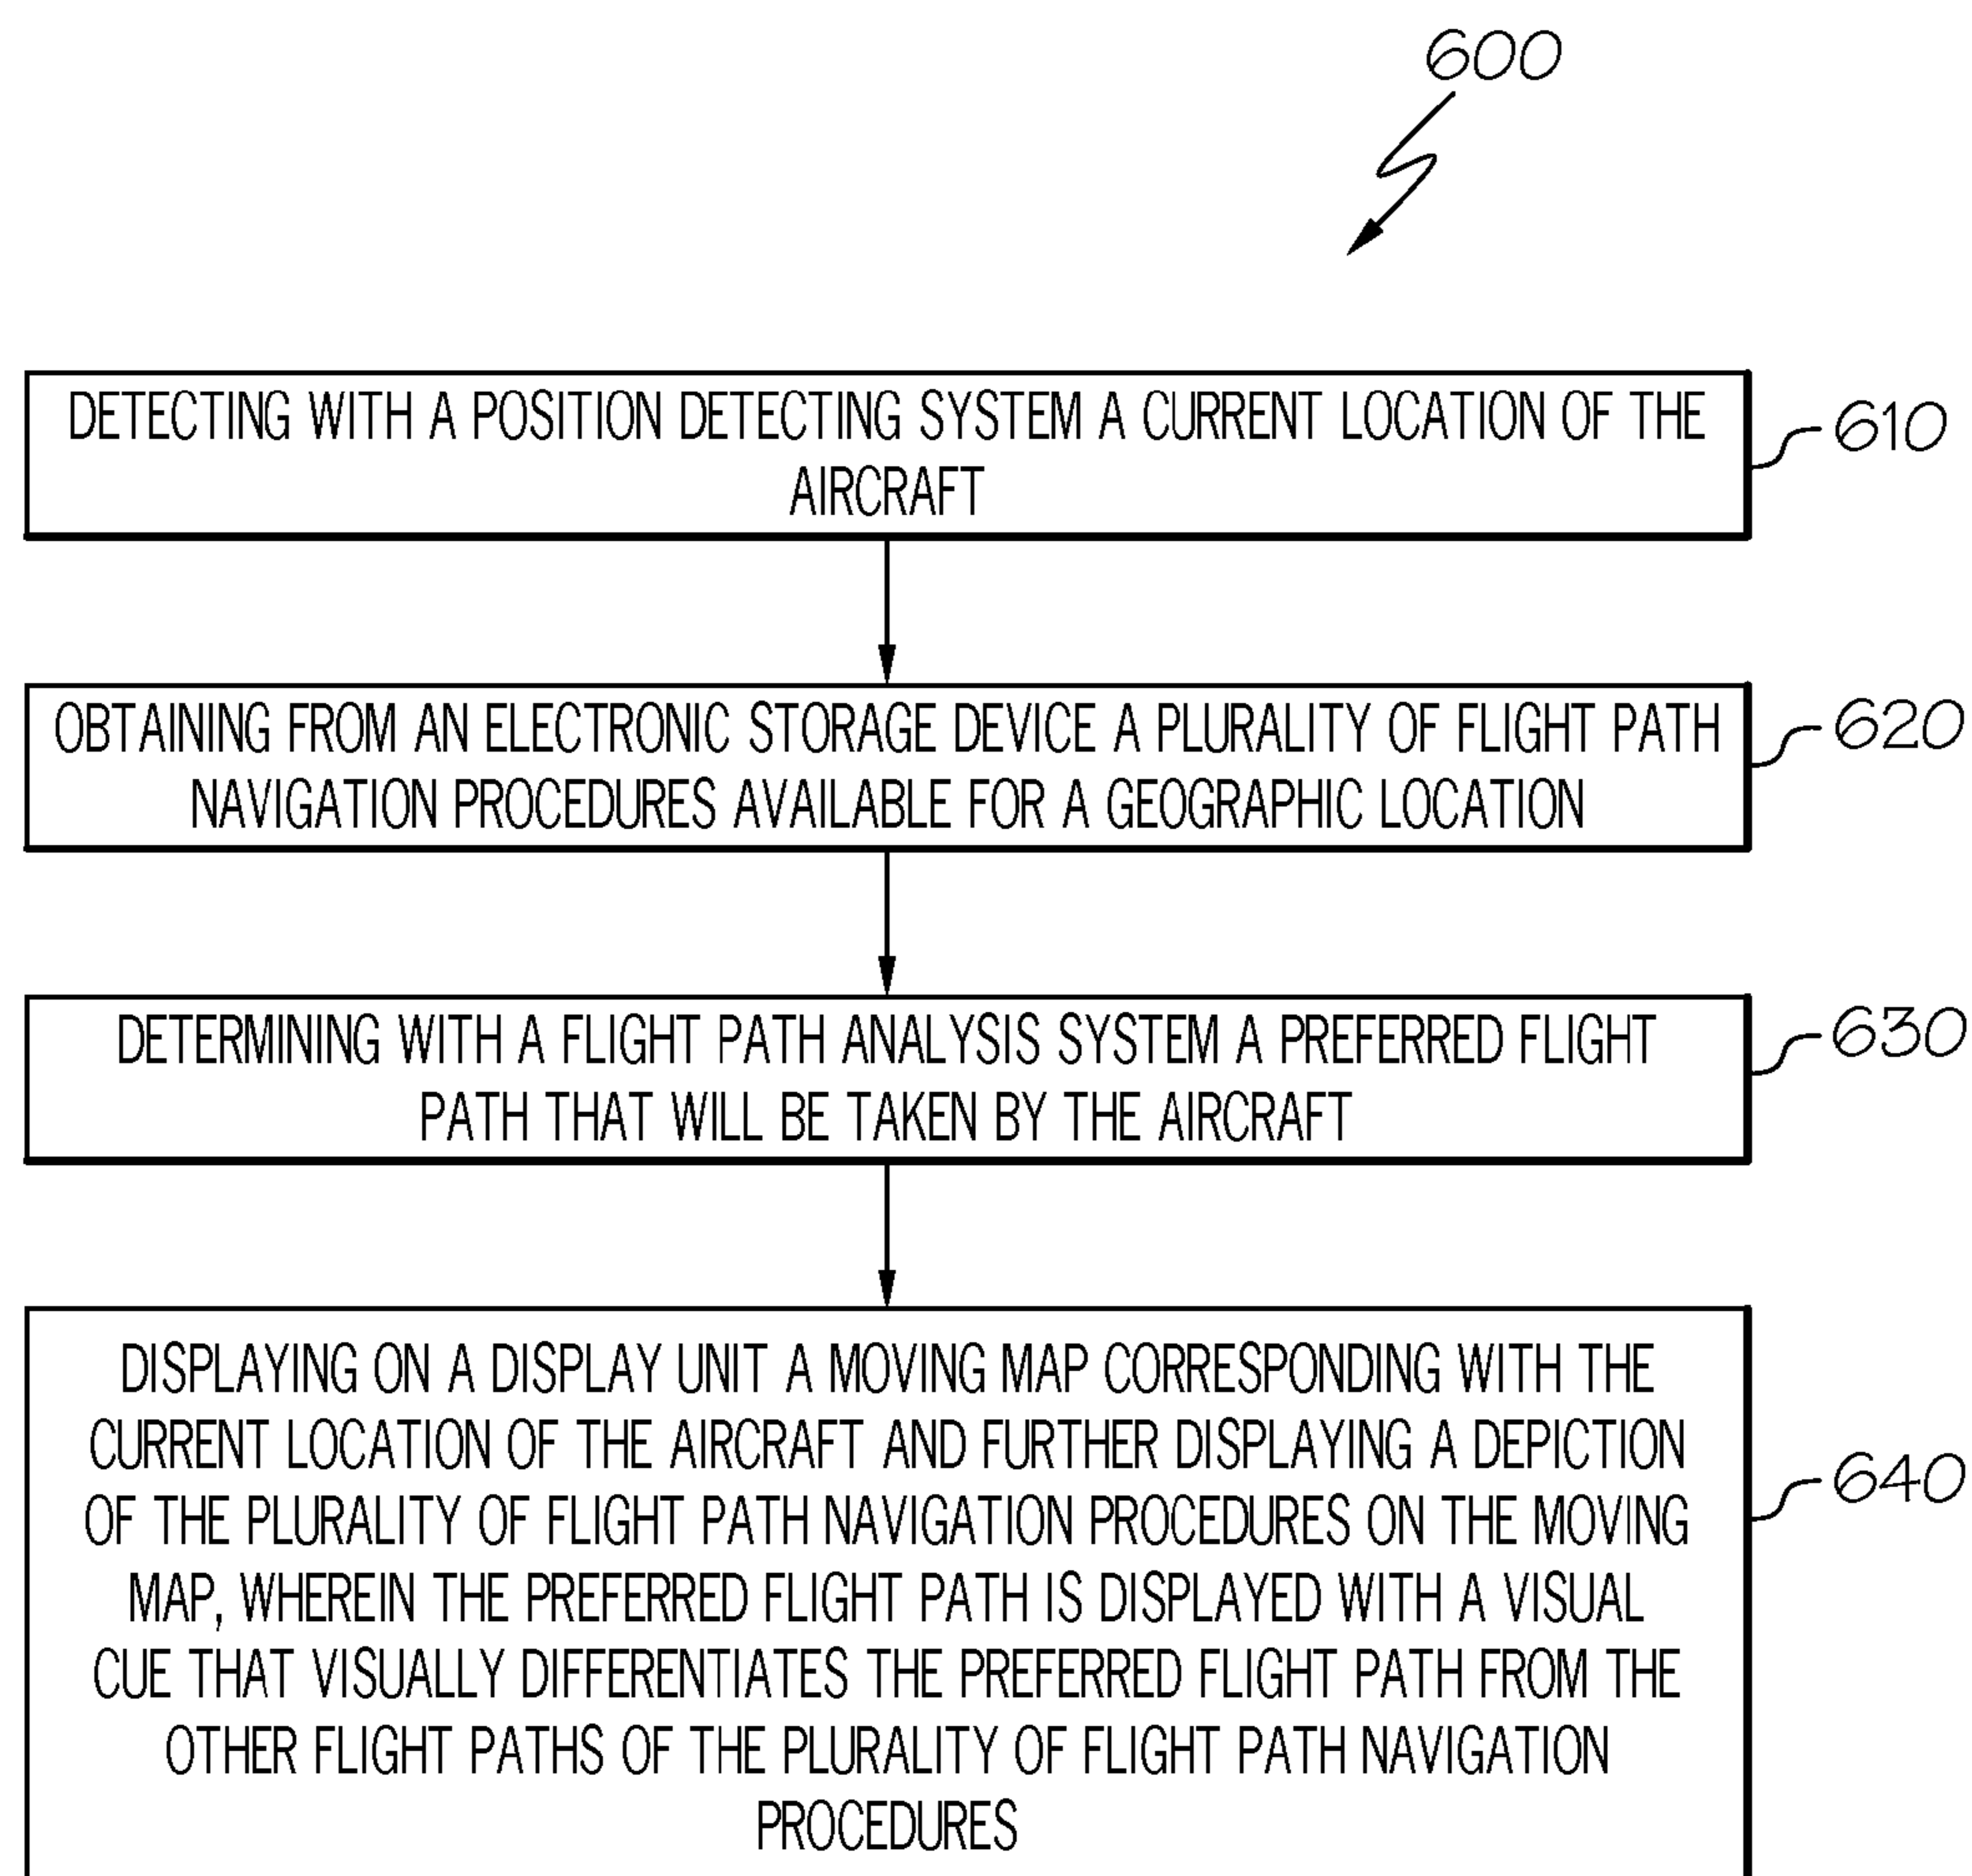 600
DETECTING WITH A POSITION DETECTING SYSTEM A CURRENT LOCATION OF THE
AIRCRAFT
610
OBTAINING FROM AN ELECTRONIC STORAGE DEVICE A PLURALITY OF FLIGHT PATH
NAVIGATION PROCEDURES AVAILABLE FOR A GEOGRAPHIC LOCATION
620
DETERMINING WITH A FLIGHT PATH ANALYSIS SYSTEM A PREFERRED FLIGHT
PATH THAT WILL BE TAKEN BY THE AIRCRAFT
630
DISPLAYING ON A DISPLAY UNIT A MOVING MAP CORRESPONDING WITH THE
CURRENT LOCATION OF THE AIRCRAFT AND FURTHER DISPLAYING A DEPICTION
OF THE PLURALITY OF FLIGHT PATH NAVIGATION PROCEDURES ON THE MOVING
MAP, WHEREIN THE PREFERRED FLIGHT PATH IS DISPLAYED WITH A VISUAL
CUE THAT VISUALLY DIFFERENTIATES THE PREFERRED FLIGHT PATH FROM THE
OTHER FLIGHT PATHS OF THE PLURALITY OF FLIGHT PATH NAVIGATION
PROCEDURES
640